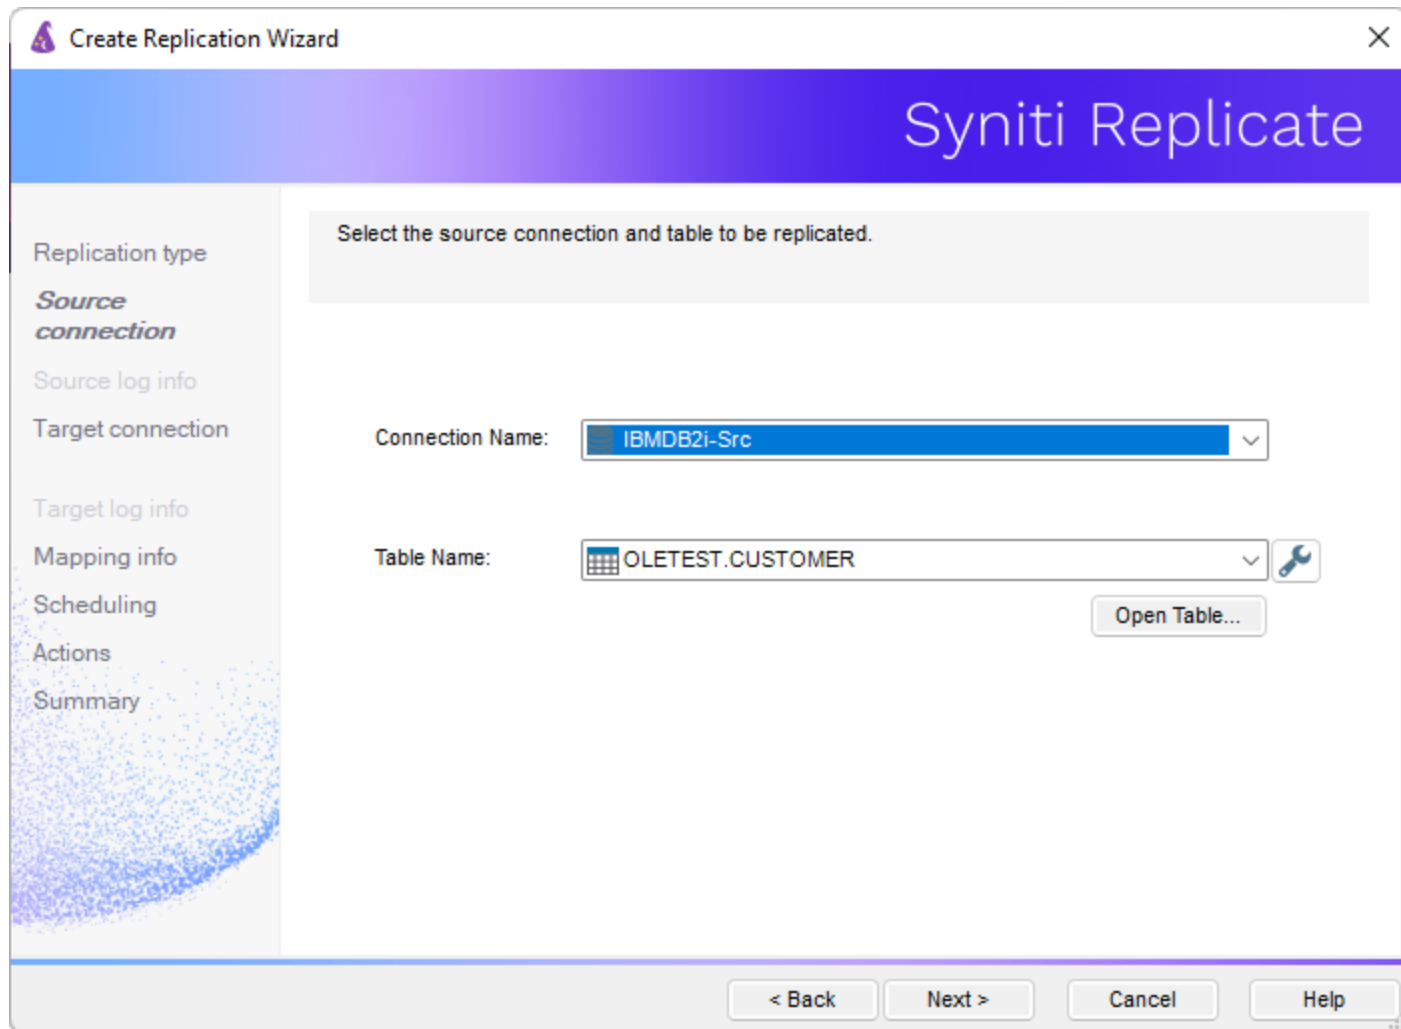 Create Replication Wizard
Syniti Replicate
Replication type
Source
connection
Source log info
Target connection
Target log info
Mapping info
Scheduling
Actions
Summary
Select the source connection and table to be replicated.
Connection Name: IBMDB2i-Src
Table Name: OLETEST.CUSTOMER
Open Table...
< Back Next > Cancel Help